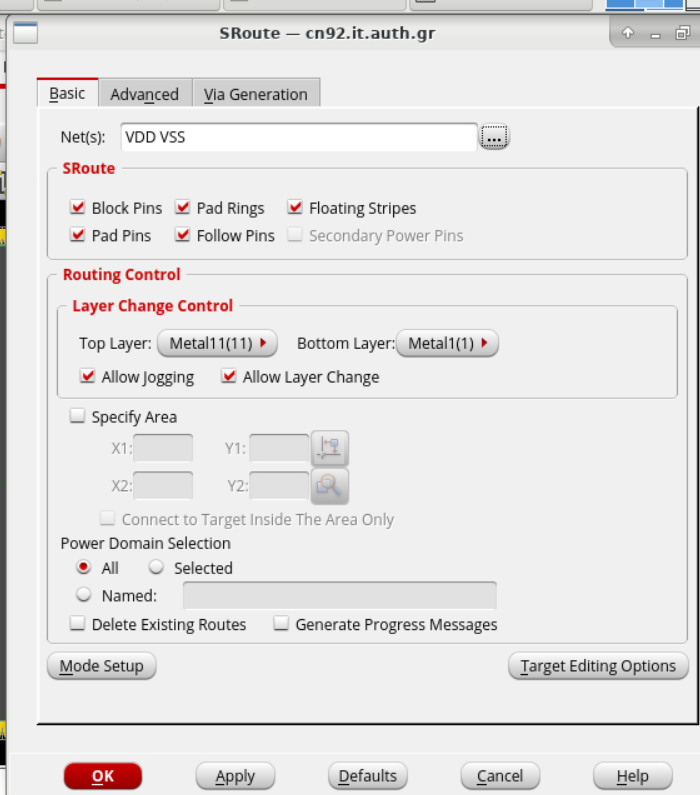 SRoute — cn92.it.auth.gr
Basic Advanced Via Generation
Net(s): VDD VSS ...
SRoute
Block Pins Pad Rings Floating Stripes
Pad Pins Follow Pins Secondary Power Pins
Routing Control
Layer Change Control
Top Layer: Metal11(11) Bottom Layer: Metal1(1)
Allow Jogging Allow Layer Change
Specify Area
X1: Y1:
X2: Y2:
Connect to Target Inside The Area Only
Power Domain Selection
All Selected
Named:
Delete Existing Routes Generate Progress Messages
Mode Setup Target Editing Options
OK Apply Defaults Cancel Help